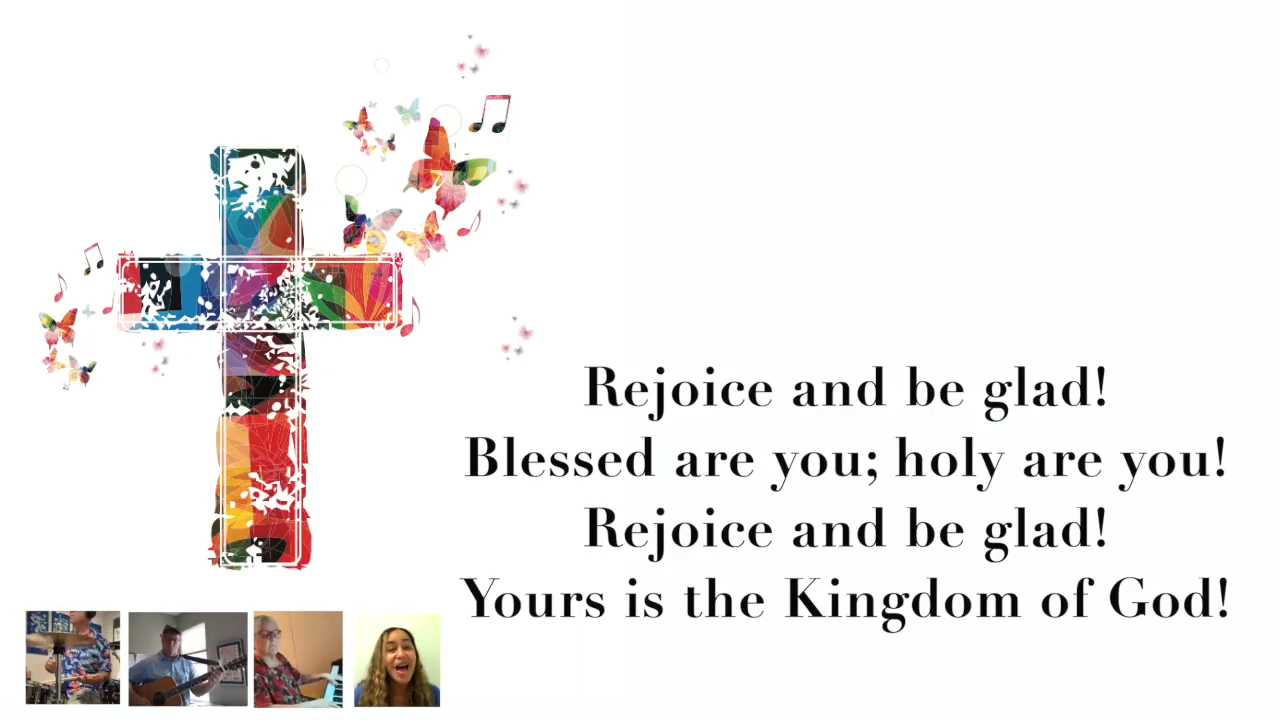 Rejoice and be glad!
Blessed are you; holy are you!
Rejoice and be glad!
Yours is the Kingdom of God!